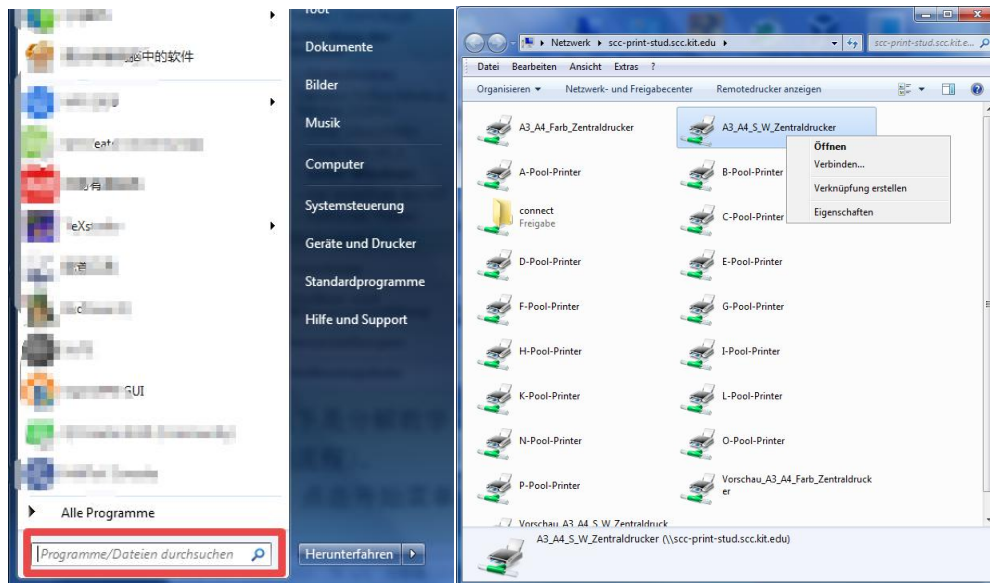 root
Dokumente
中的软件
Bilder
Musik
Computer
Systemsteuerung
Geräte und Drucker
Standardprogramme
Hilfe und Support
GUI
Alle Programme
Programme/Dateien durchsuchen
Herunterfahren
Netzwerk scc-print-stud.scc.kit.edu
scc-print-stud.scc.kit.e...
Datei Bearbeiten Ansicht Extras ?
Organisieren Netzwerk- und Freigabecenter Remotedrucker anzeigen
A3_A4_Farb_Zentraldrucker
A3_A4_S_W_Zentraldrucker
Öffnen
Verbinden...
Verknüpfung erstellen
Eigenschaften
A-Pool-Printer
B-Pool-Printer
connect
Freigabe
C-Pool-Printer
D-Pool-Printer
E-Pool-Printer
F-Pool-Printer
G-Pool-Printer
H-Pool-Printer
I-Pool-Printer
K-Pool-Printer
L-Pool-Printer
N-Pool-Printer
O-Pool-Printer
P-Pool-Printer
Vorschau_A3_A4_Farb_Zentraldruck
er
Vorschau_A3_A4_S_W_Zentraldruck
A3_A4_S_W_Zentraldrucker (\\scc-print-stud.scc.kit.edu)